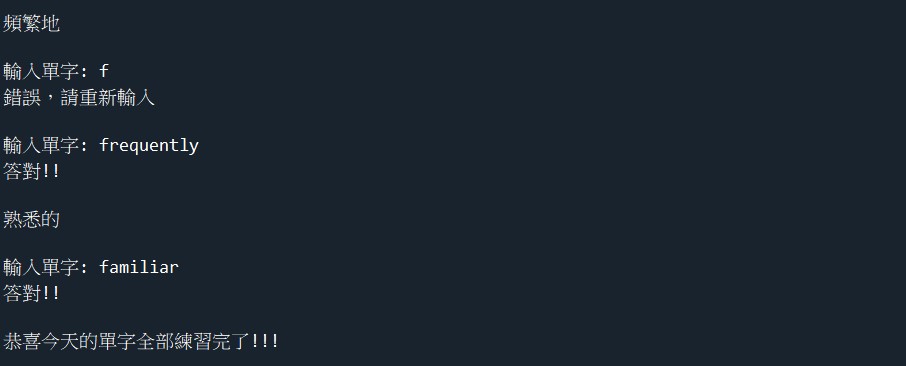 頻繁地
輸入單字: f
錯誤，請重新輸入
輸入單字: frequently
答對!!
熟悉的
輸入單字: familiar
答對!!
恭喜今天的單字全部練習完了!!!